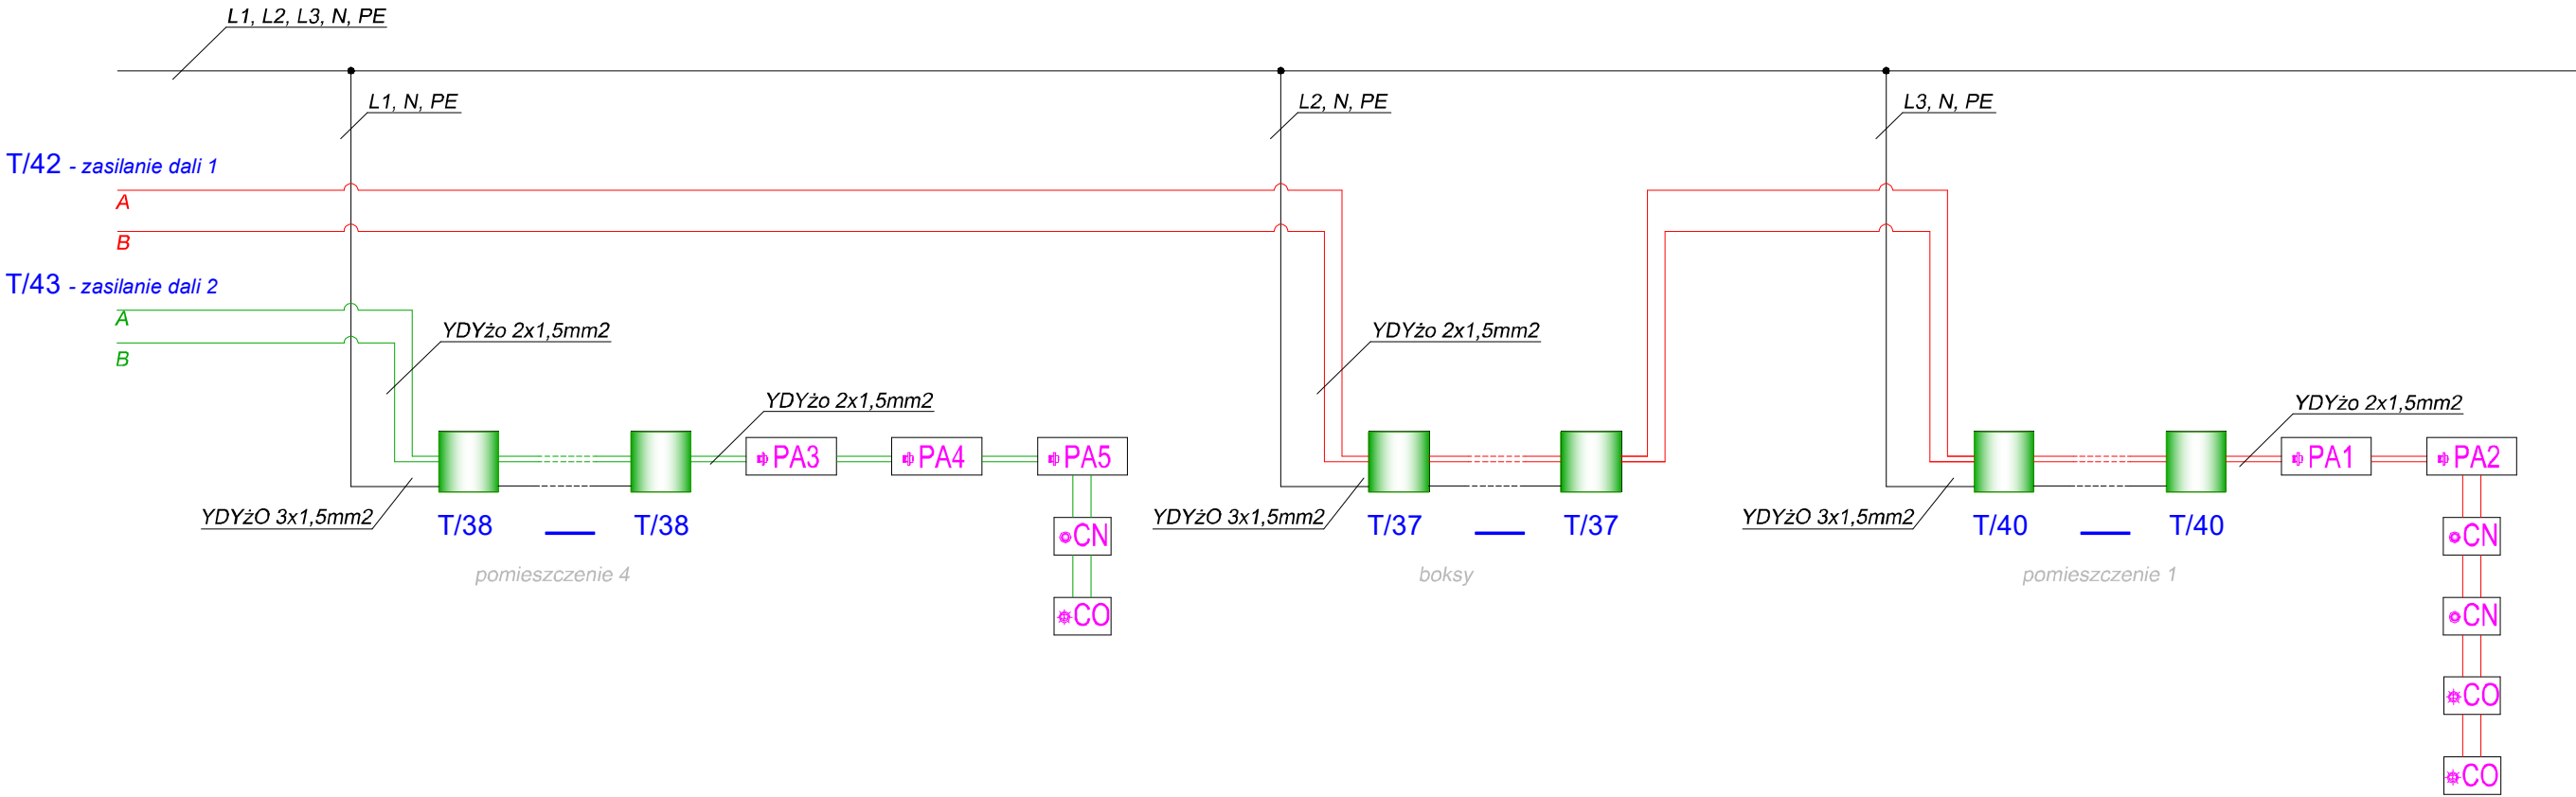 L1, L2, L3, N, PE
L1, N, PE
L2, N, PE
L3, N, PE
T/42 - zasilanie dali 1
A
B
T/43 - zasilanie dali 2
A
B
YDYżo 2x1,5mm2
YDYżo 2x1,5mm2
YDYżo 2x1,5mm2
YDYżo 2x1,5mm2
PA3
PA4
PA5
PA1
PA2
YDYżO 3x1,5mm2
YDYżO 3x1,5mm2
YDYżO 3x1,5mm2
T/38 — T/38
CN
T/37 — T/37
T/40 — T/40
CN
pomieszczenie 4
boksy
pomieszczenie 1
CO
CN
CO
CO